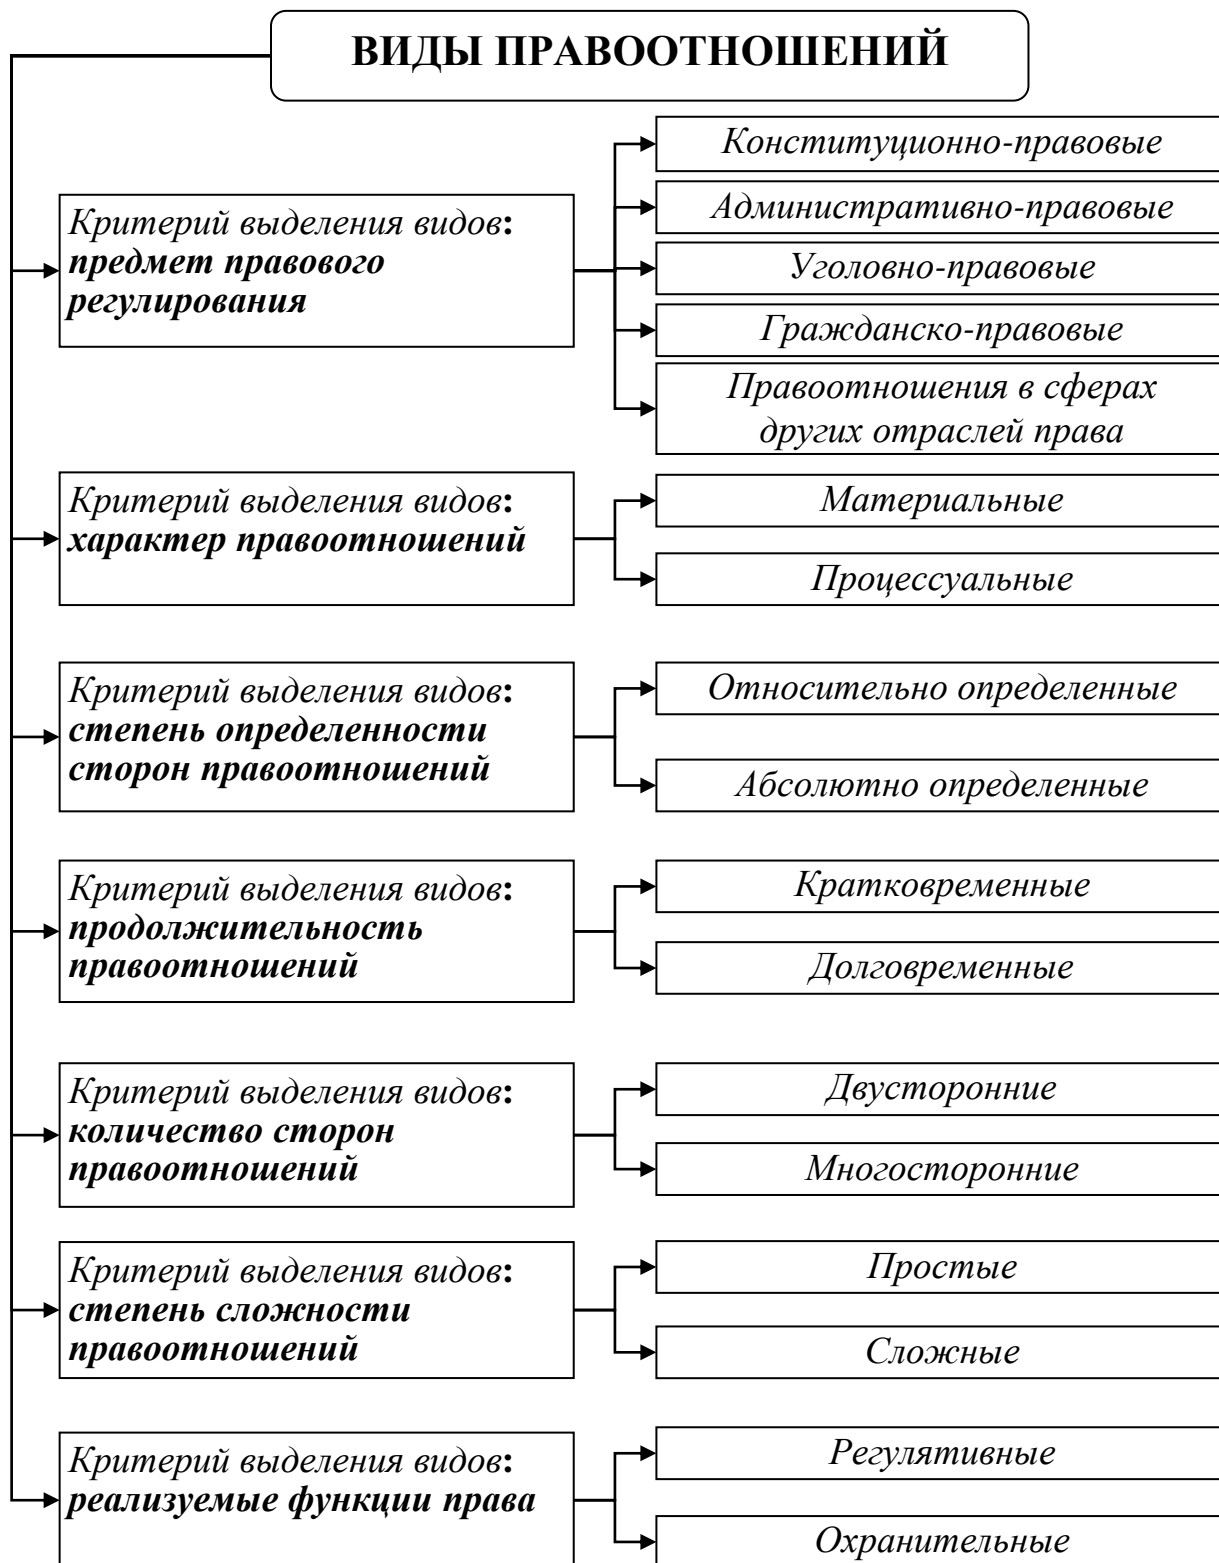 ВИДЫ ПРАВООТНОШЕНИЙ
Критерий выделения видов:
предмет правового
регулирования
Конституционно-правовые
Административно-правовые
Уголовно-правовые
Гражданско-правовые
Правоотношения в сферах
других отраслей права
Критерий выделения видов:
характер правоотношений
Материальные
Процессуальные
Критерий выделения видов:
степень определенности
сторон правоотношений
Относительно определенные
Абсолютно определенные
Критерий выделения видов:
продолжительность
правоотношений
Кратковременные
Долговременные
Критерий выделения видов:
количество сторон
правоотношений
Двусторонние
Многосторонние
Критерий выделения видов:
степень сложности
правоотношений
Простые
Сложные
Критерий выделения видов:
реализуемые функции права
Регулятивные
Охранительные